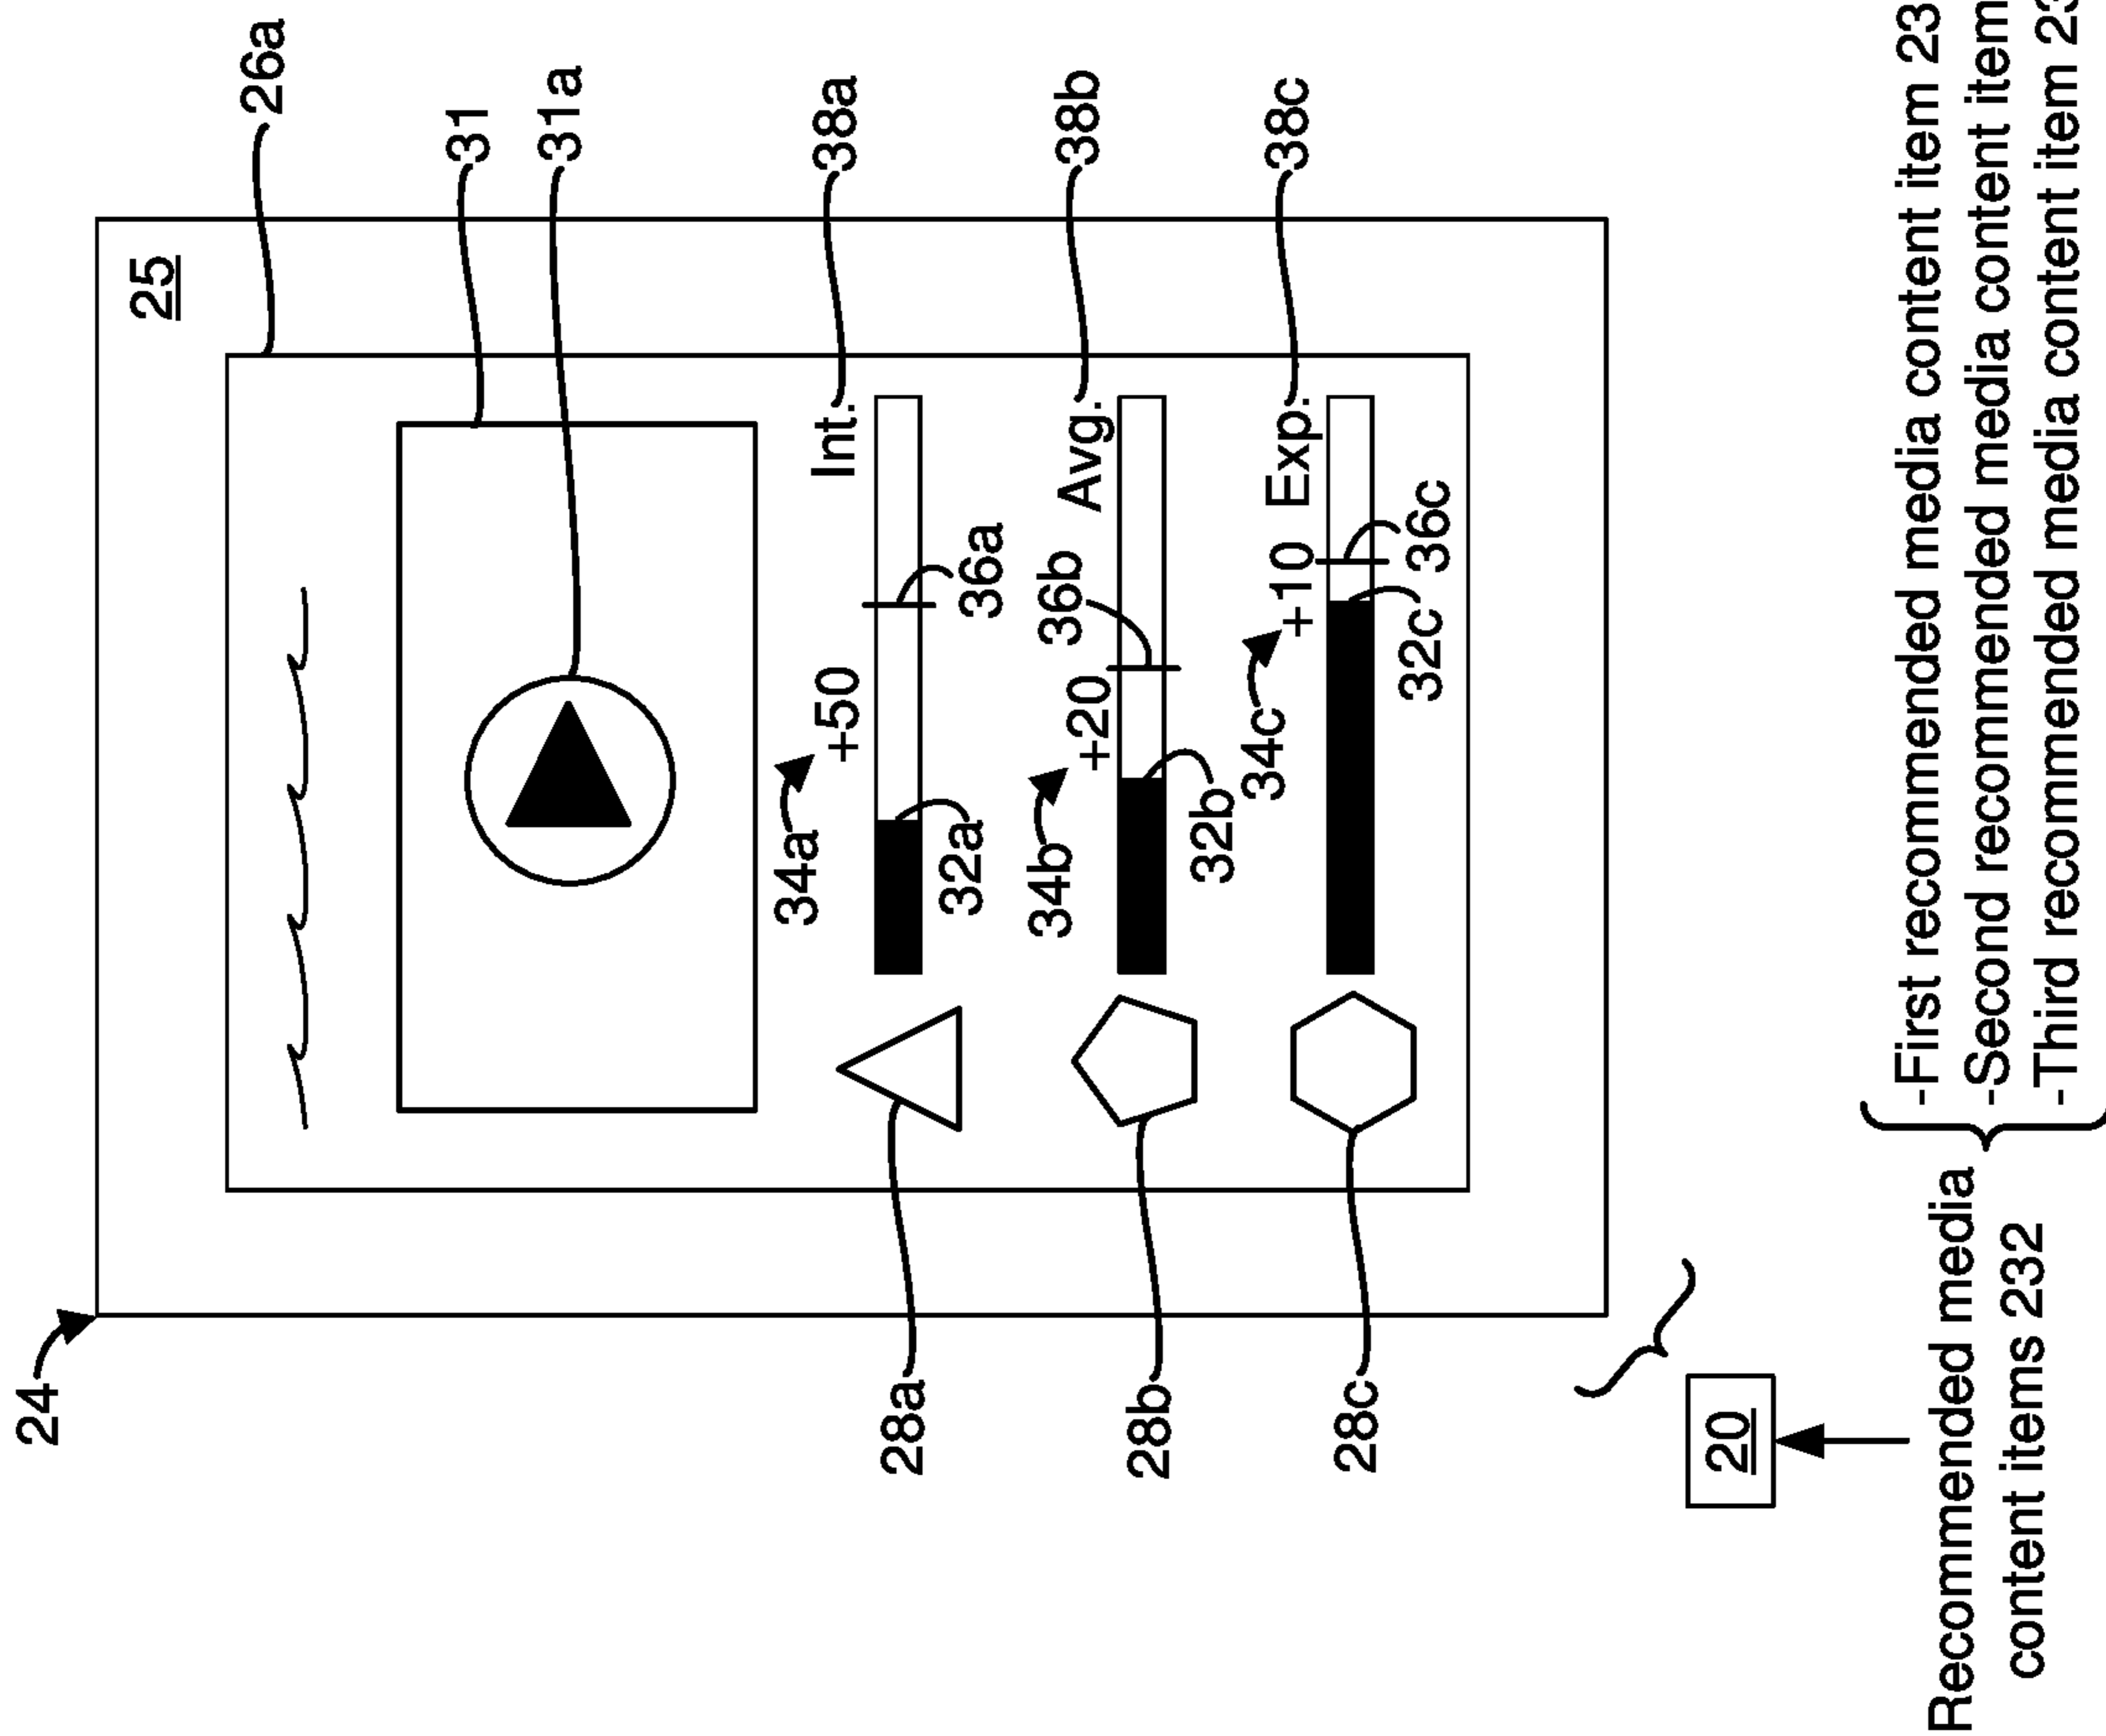 24
25
26a
31
31a
34a
+50
Int.
38a
32a
36a
28a
34b
+20
36b
Avg.
38b
32b
28b
34c
+10
Exp.
38c
32c
36c
28c
20
Recommended media
content items 232
-First recommended media content item
-Second recommended media content item
-Third recommended media content item